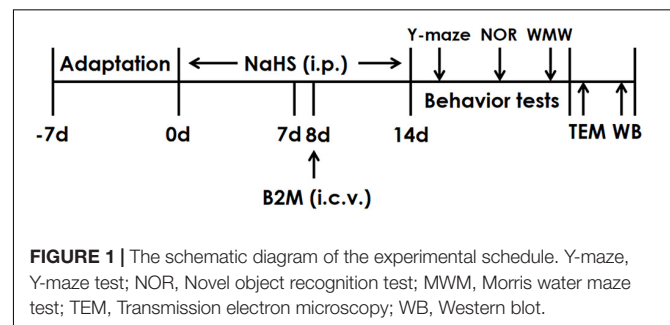 Y-maze NOR WMW
Adaptation NaHS (i.p.)
Behavior tests
-7d 0d 7d 8d 14d TEM WB
B2M (i.c.v.)
FIGURE 1 | The schematic diagram of the experimental schedule. Y-maze,
Y-maze test; NOR, Novel object recognition test; MWM, Morris water maze
test; TEM, Transmission electron microscopy; WB, Western blot.